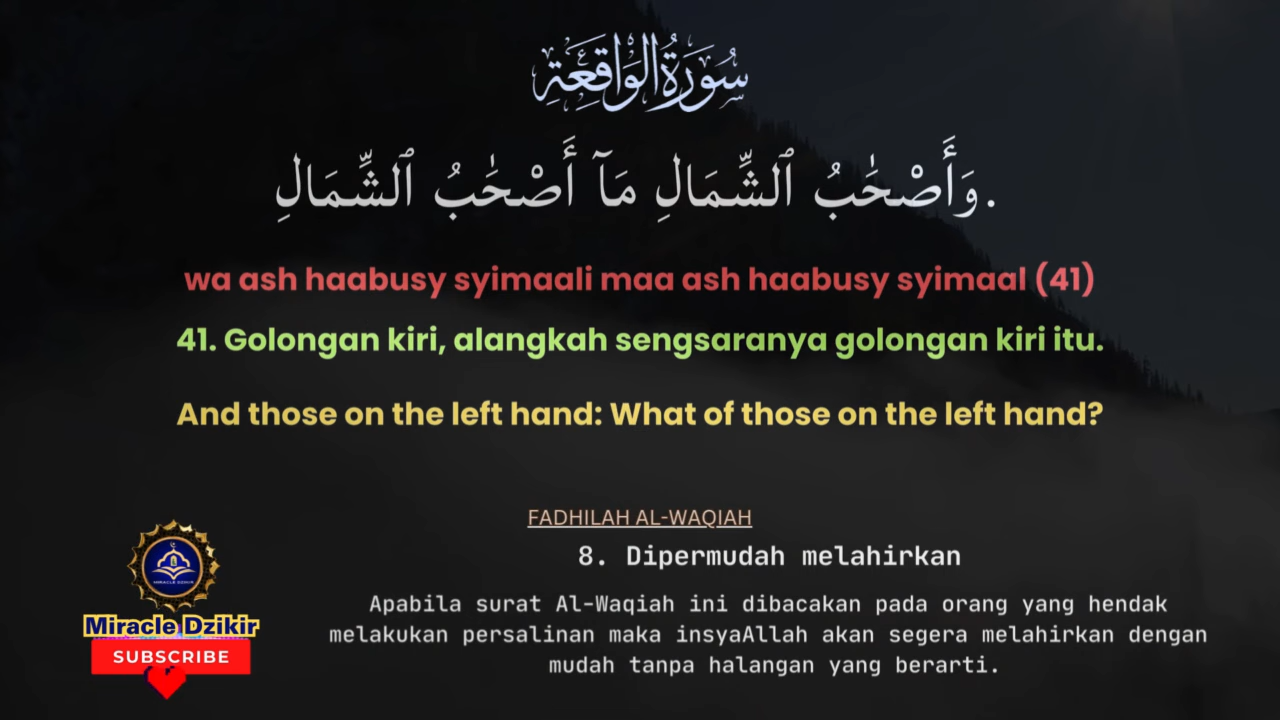 سُورَةُ الوَاقِعَةِ
وَأَصْحَٰبُ ٱلشِّمَالِ مَآ أَصْحَٰبُ ٱلشِّمَالِ.
wa ash haabusy syimaali maa ash haabusy syimaal (41)
41. Golongan kiri, alangkah sengsaranya golongan kiri itu.
And those on the left hand: What of those on the left hand?
FADHILAH AL-WAQIAH
8. Dipermudah melahirkan
Apabila surat Al-Waqiah ini dibacakan pada orang yang hendak
melakukan persalinan maka insyaAllah akan segera melahirkan dengan
mudah tanpa halangan yang berarti.
MIRACLE DZIKIR
Miracle Dzikir
SUBSCRIBE